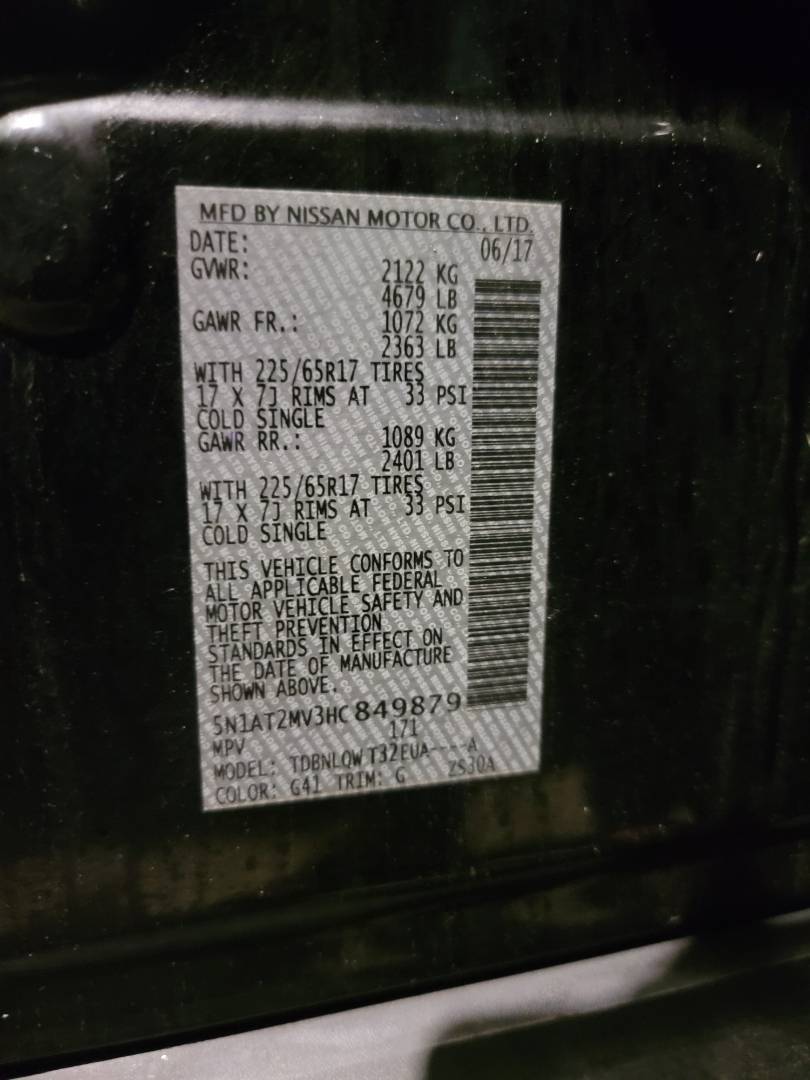 MFD BY NISSAN MOTOR CO., LTD.
DATE: 06/17
GVWR: 2122 KG
4679 LB
GAWR FR.: 1072 KG
2363 LB
WITH 225/65R17 TIRES
17 X 7J RIMS AT 33 PSI
COLD SINGLE
GAWR RR.: 1089 KG
2401 LB
WITH 225/65R17 TIRES
17 X 7J RIMS AT 33 PSI
COLD SINGLE
THIS VEHICLE CONFORMS TO
ALL APPLICABLE FEDERAL
MOTOR VEHICLE SAFETY AND
THEFT PREVENTION
STANDARDS IN EFFECT ON
THE DATE OF MANUFACTURE
SHOWN ABOVE.
5N1AT2MV3HC849879
MPV 171
MODEL: TDBNLQW T32EUA----A
COLOR: G41 TRIM: G ZS30A